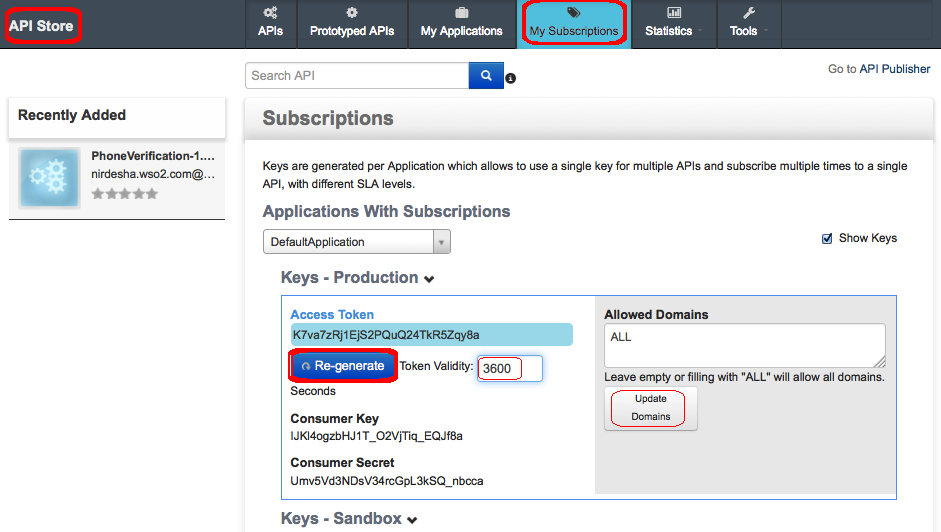 API Store
APIs
Prototyped APIs
My Applications
My Subscriptions
Statistics
Tools
Search API
Go to API Publisher
Recently Added
PhoneVerification-1....
nirdesha.wso2.com@...
Subscriptions
Keys are generated per Application which allows to use a single key for multiple APIs and subscribe multiple times to a single
API, with different SLA levels.
Applications With Subscriptions
DefaultApplication
Show Keys
Keys - Production
Access Token
K7va7zRj1EjS2PQuQ24TkR5Zqy8a
Re-generate
Token Validity:
3600
Seconds
Consumer Key
IJKl4ogzbHJ1T_O2VjTiq_EQJf8a
Consumer Secret
Umv5Vd3NDsV34rcGpL3kSQ_nbcca
Allowed Domains
ALL
Leave empty or filling with "ALL" will allow all domains.
Update
Domains
Keys - Sandbox